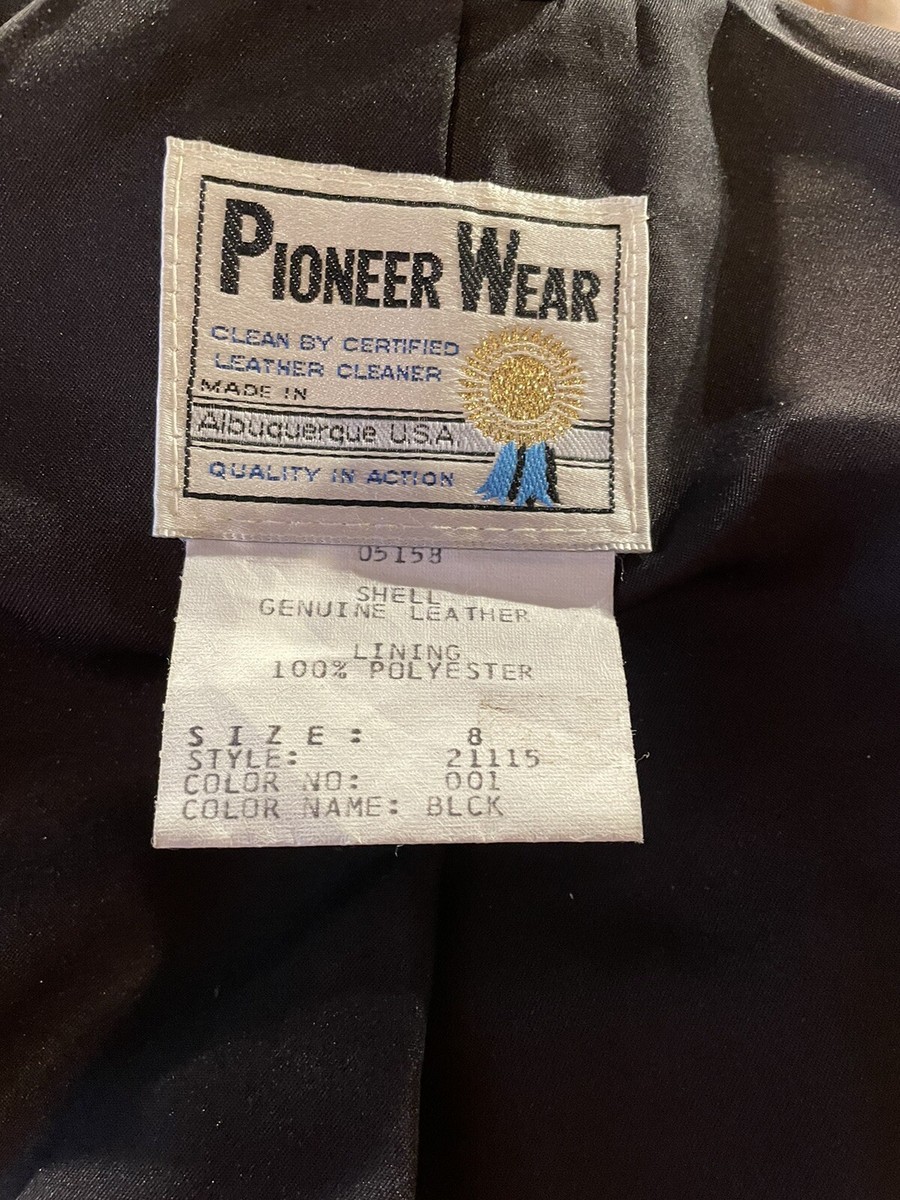 PIONEER WEAR
CLEAN BY CERTIFIED
LEATHER CLEANER
MADE IN
Albuquerque U.S.A.
QUALITY IN ACTION
05158
SHELL
GENUINE LEATHER
LINING
100% POLYESTER
SIZE: 8
STYLE: 21115
COLOR NO: 001
COLOR NAME: BLCK